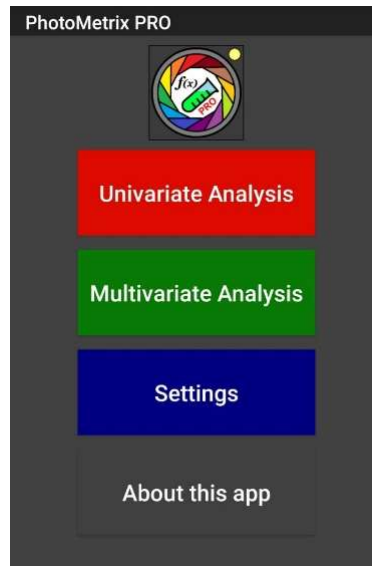 PhotoMetrix PRO
f(x)
PRO
Univariate Analysis
Multivariate Analysis
Settings
About this app